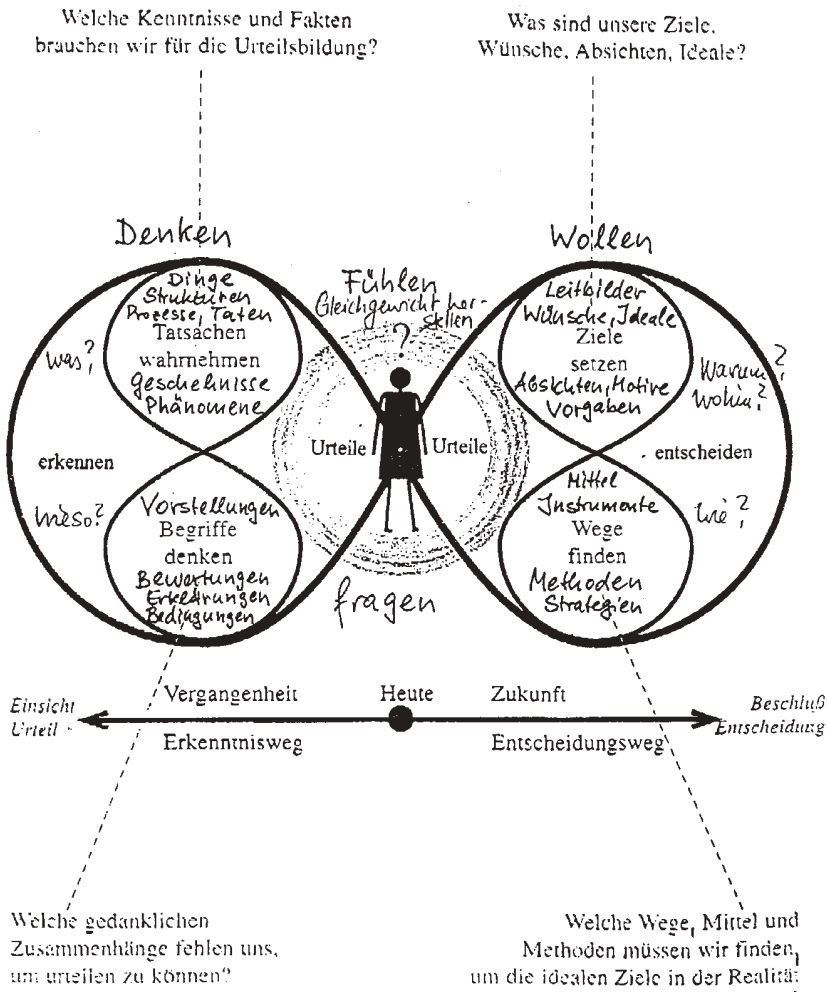 Welche Kenntnisse und Fakten
brauchen wir für die Urteilsbildung?
Was sind unsere Ziele,
Wünsche, Absichten, Ideale?
Denken
Dinge
Strukturen
Prozesse, Taten
Tatsachen
wahrnehmen
Geschehnisse
Phänomene
was?
erkennen
wieso?
Vorstellungen
Begriffe
denken
Bewertungen
Erklärungen
Bedingungen
Fühlen
Gleichgewicht her-
stellen
?
Urteile
Urteile
fragen
Wollen
Leitbilder
Wünsche, Ideale
Ziele
setzen
Absichten, Motive
Vorgaben
Warum?
Wohin?
entscheiden
Mittel
Instrumente
Wege
finden
Methoden
Strategien
wie?
Einsicht
Urteil
Vergangenheit
Heute
Zukunft
Beschluß
Entscheidung
Erkenntnisweg
Entscheidungsweg
Welche gedanklichen
Zusammenhänge fehlen uns,
um urteilen zu können?
Welche Wege, Mittel und
Methoden müssen wir finden,
um die idealen Ziele in der Realität